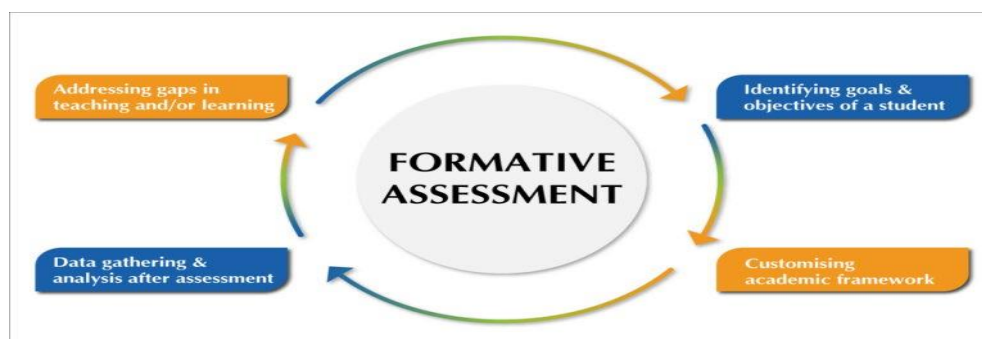 Addressing gaps in
teaching and/or learning
Identifying goals &
objectives of a student
FORMATIVE
ASSESSMENT
Data gathering &
analysis after assessment
Customising
academic framework